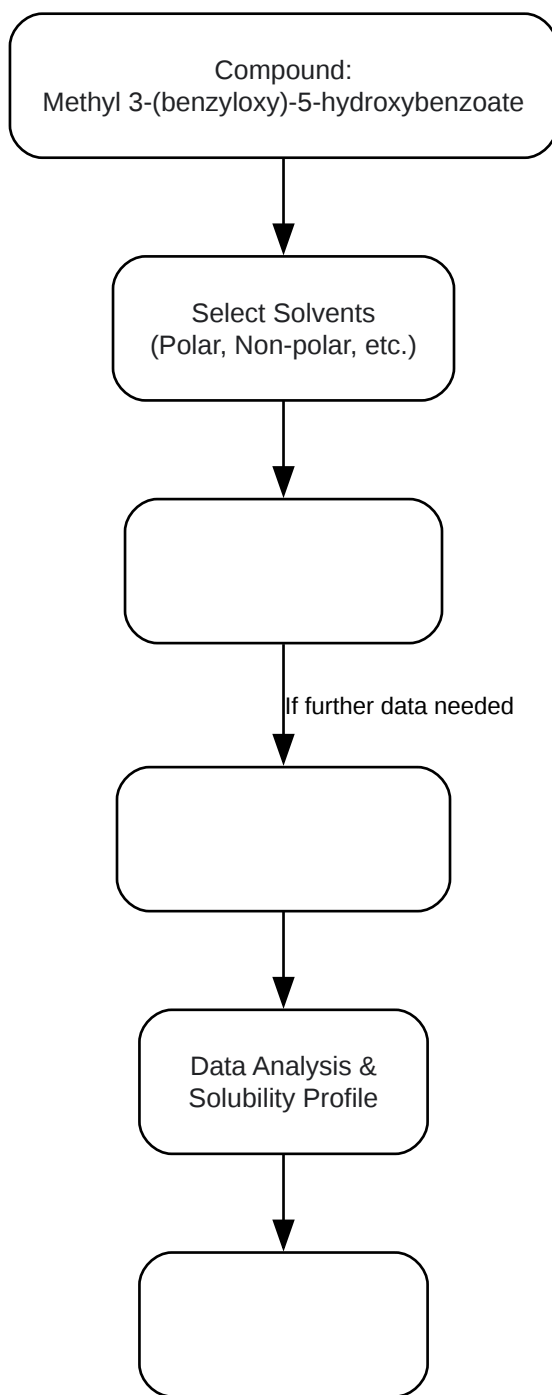 Compound:
Methyl 3-(benzyloxy)-5-hydroxybenzoate
Select Solvents
(Polar, Non-polar, etc.)
If further data needed
Data Analysis &
Solubility Profile